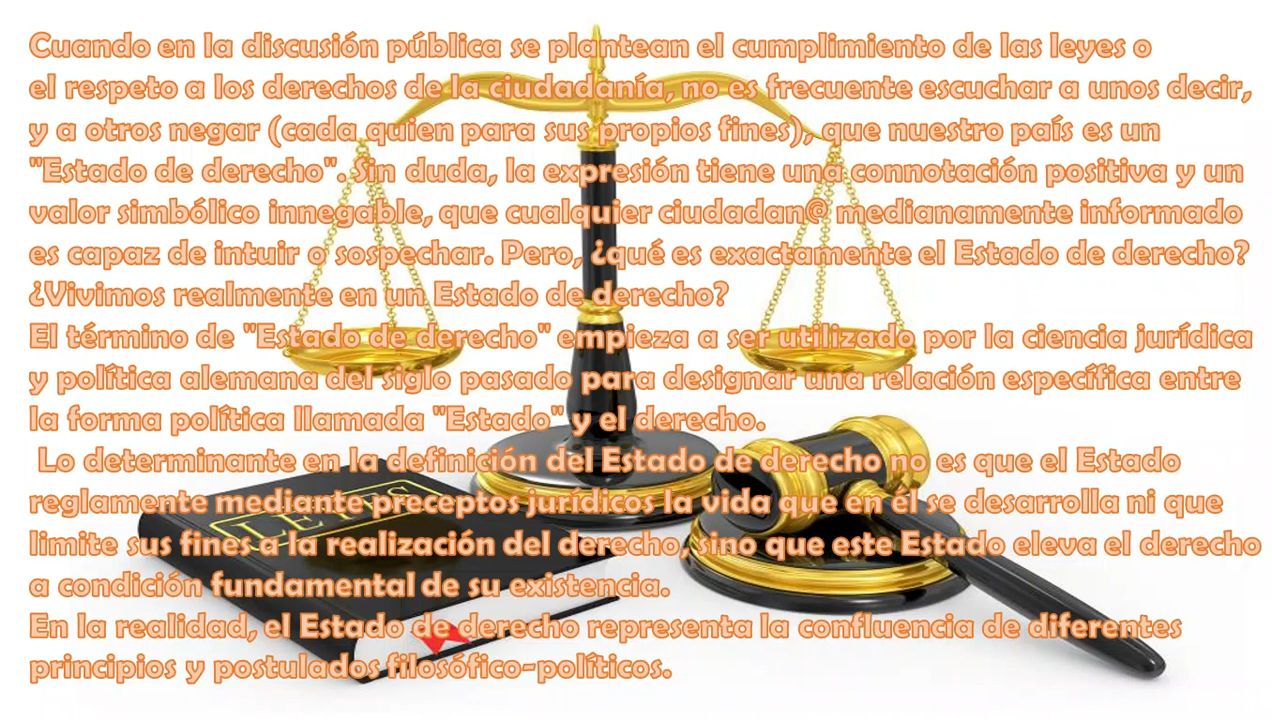 Cuando en la discusión pública se plantean el cumplimiento de las leyes o
el respeto a los derechos de la ciudadanía, no es frecuente escuchar a unos decir,
y a otros negar (cada quien para sus propios fines), que nuestro país es un
"Estado de derecho". Sin duda, la expresión tiene una connotación positiva y un
valor simbólico innegable, que cualquier ciudadan@ medianamente informado
es capaz de intuir o sospechar. Pero, ¿qué es exactamente el Estado de derecho?
¿Vivimos realmente en un Estado de derecho?
El término de "Estado de derecho" empieza a ser utilizado por la ciencia jurídica
y política alemana del siglo pasado para designar una relación específica entre
la forma política llamada "Estado" y el derecho.
Lo determinante en la definición del Estado de derecho no es que el Estado
reglamente mediante preceptos jurídicos la vida que en él se desarrolla ni que
limite sus fines a la realización del derecho, sino que este Estado eleva el derecho
a condición fundamental de su existencia.
En la realidad, el Estado de derecho representa la confluencia de diferentes
principios y postulados filosófico-políticos.